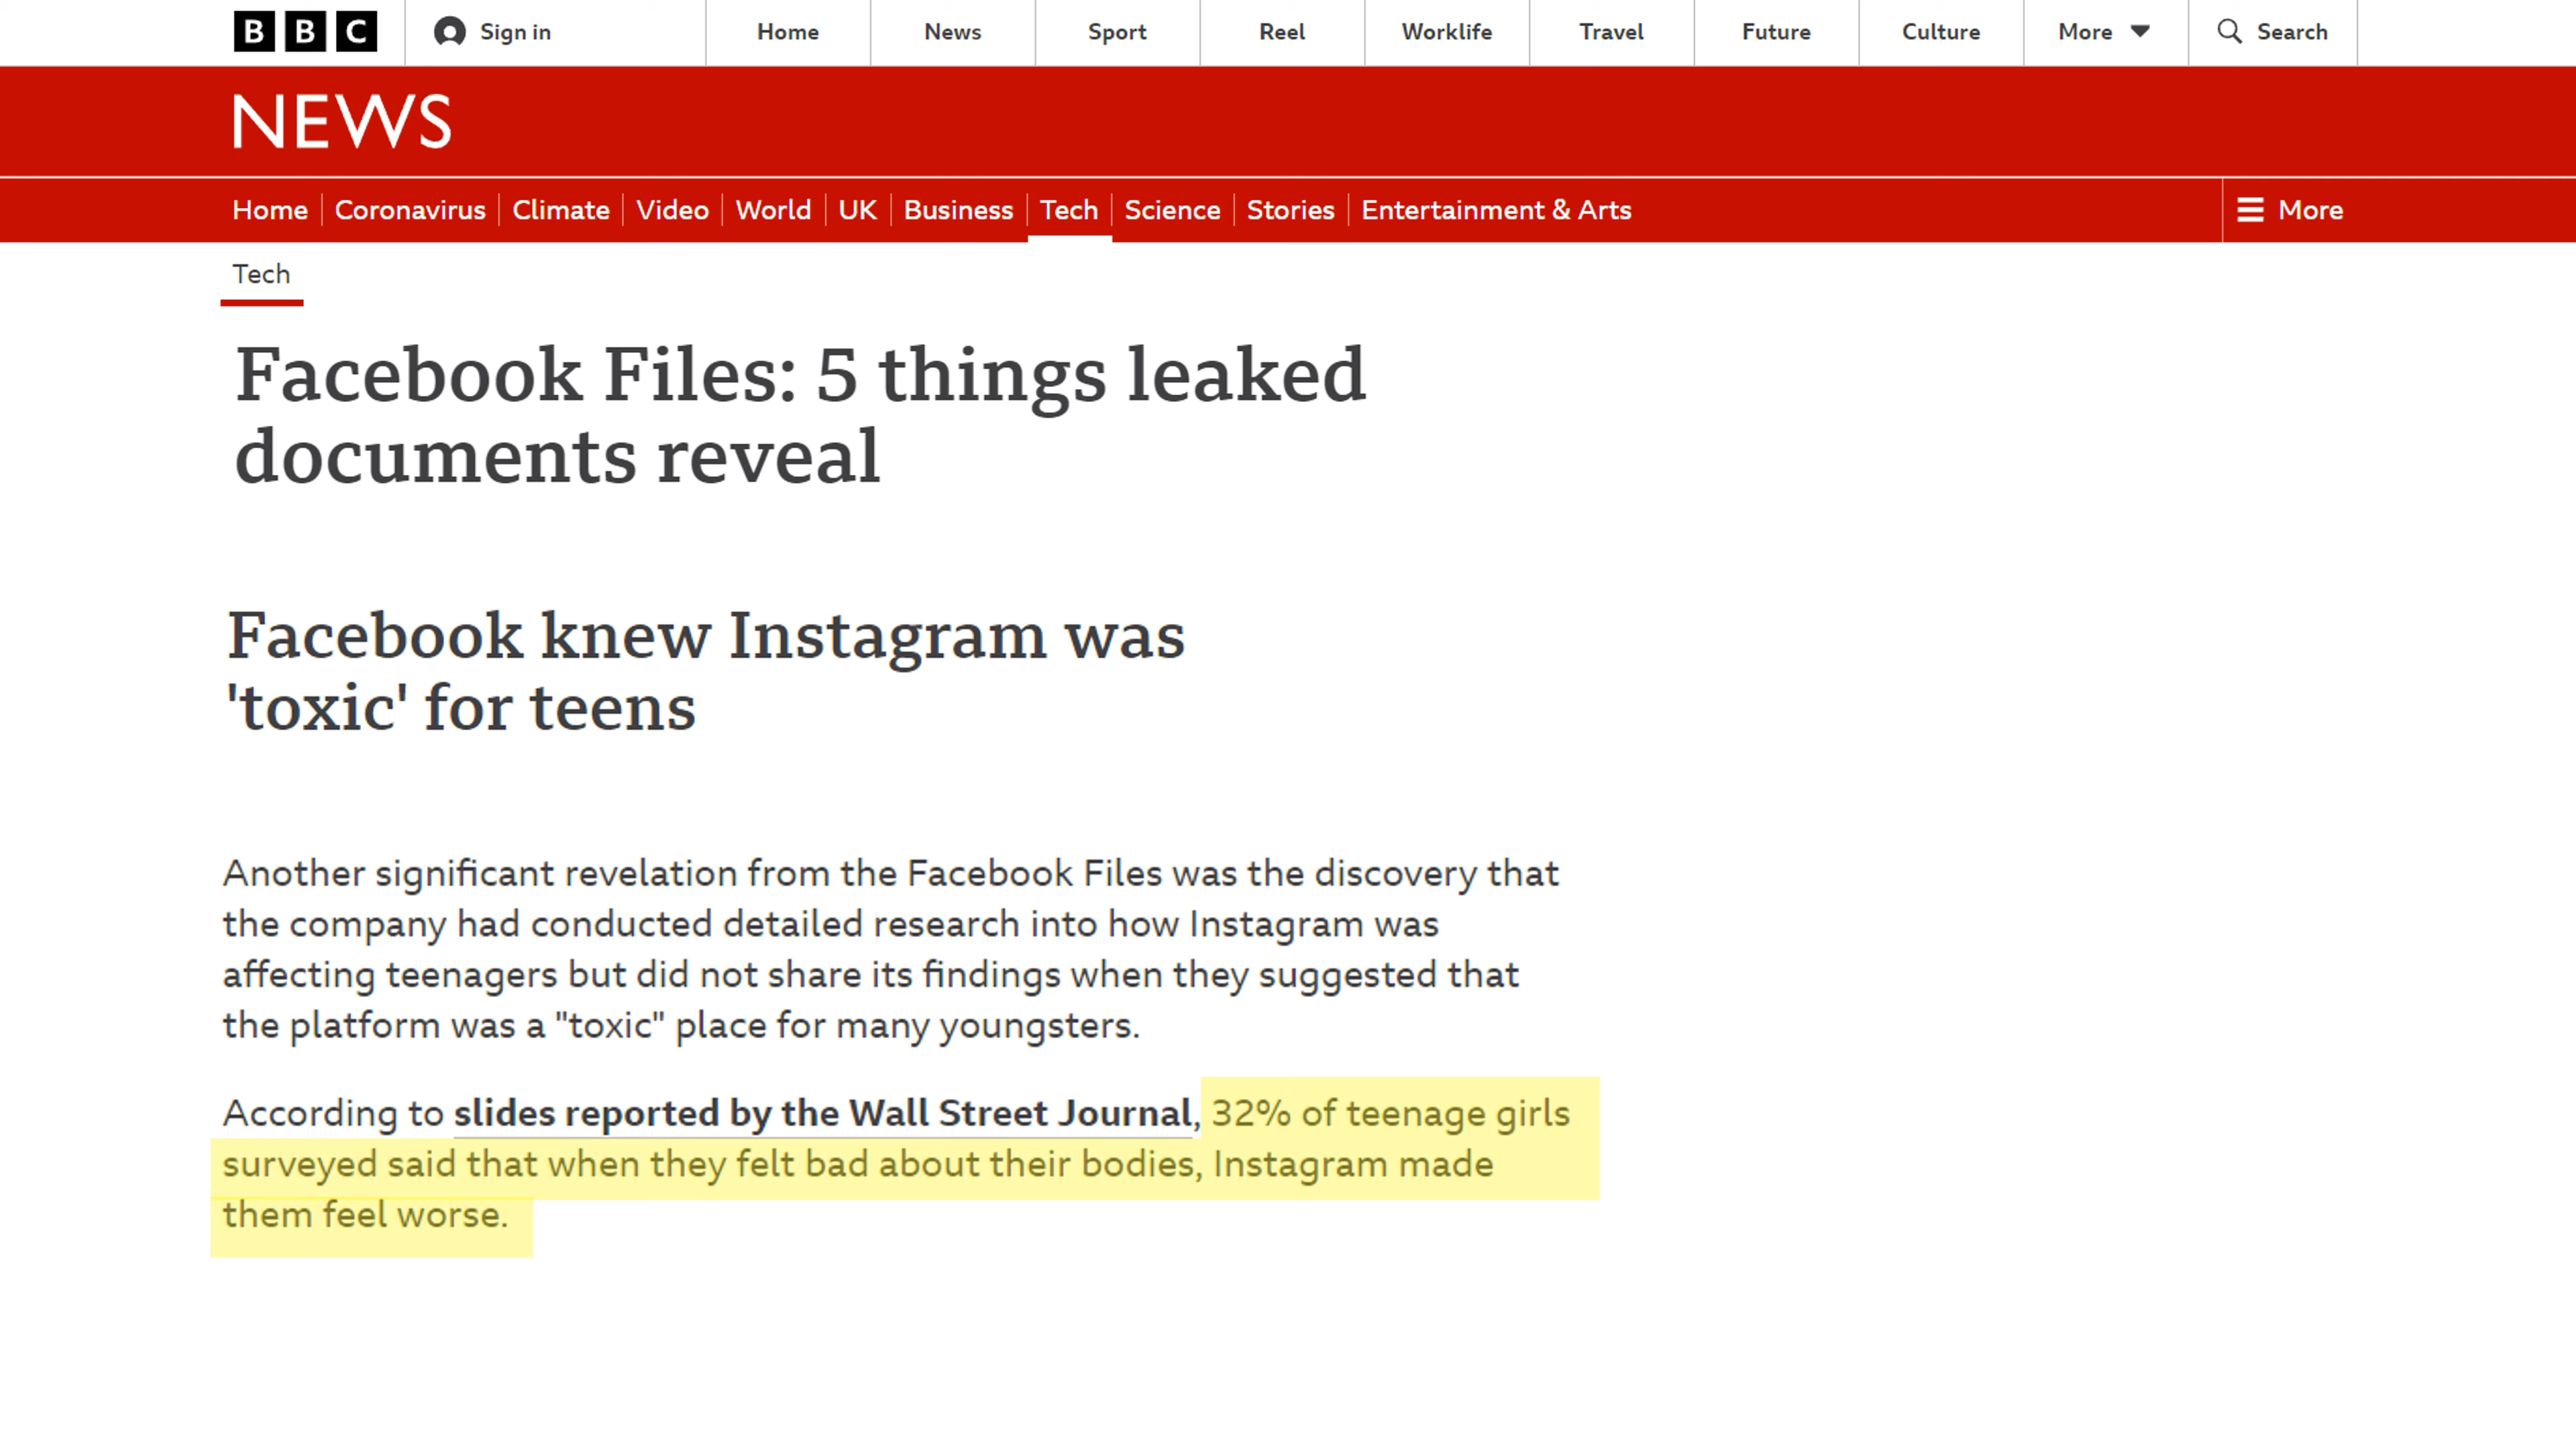 BBC Sign in Home News Sport Reel Worklife Travel Future Culture More Search
NEWS
Home Coronavirus Climate Video World UK Business Tech Science Stories Entertainment & Arts More
Tech
Facebook Files: 5 things leaked
documents reveal
Facebook knew Instagram was
'toxic' for teens
Another significant revelation from the Facebook Files was the discovery that
the company had conducted detailed research into how Instagram was
affecting teenagers but did not share its findings when they suggested that
the platform was a "toxic" place for many youngsters.
According to slides reported by the Wall Street Journal, 32% of teenage girls
surveyed said that when they felt bad about their bodies, Instagram made
them feel worse.